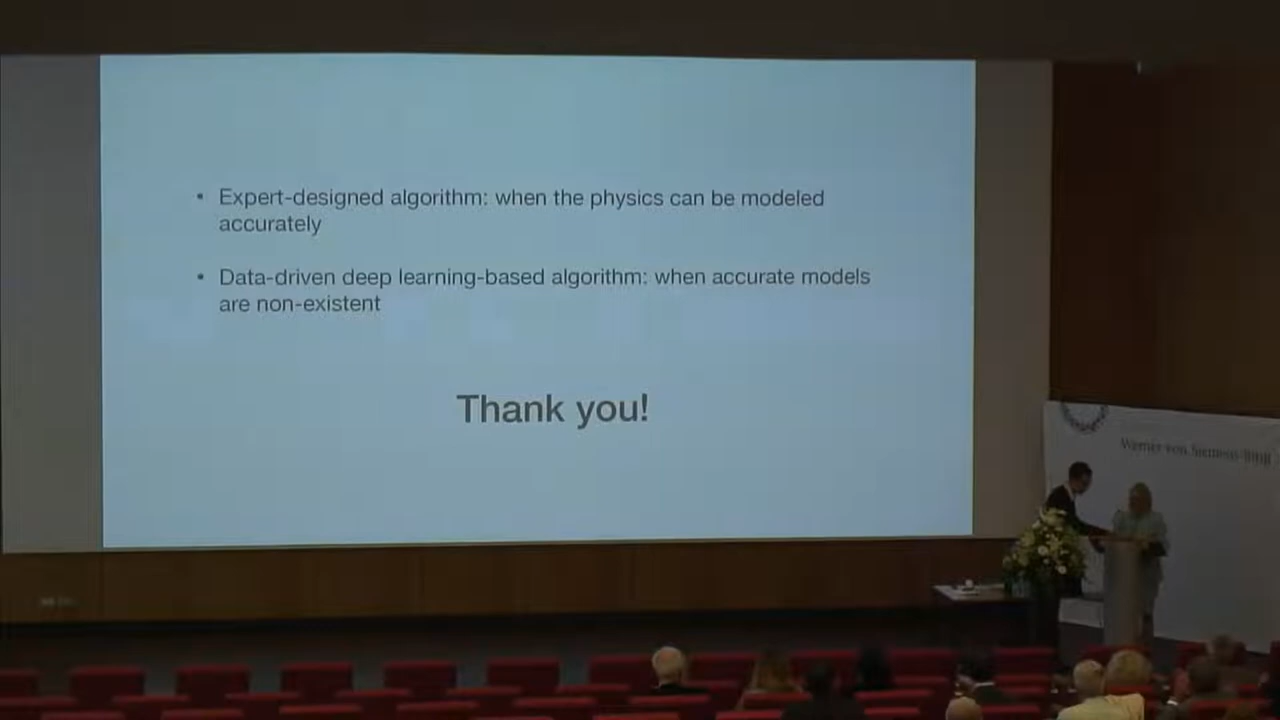 • Expert-designed algorithm: when the physics can be modeled
accurately
• Data-driven deep learning-based algorithm: when accurate models
are non-existent
Thank you!
Werner von Siemens-Ring